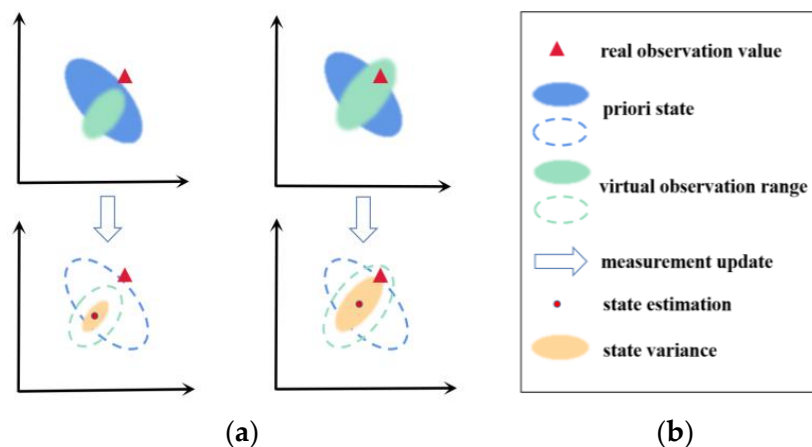 real observation value
priori state
virtual observation range
measurement update
state estimation
state variance
(a)
(b)